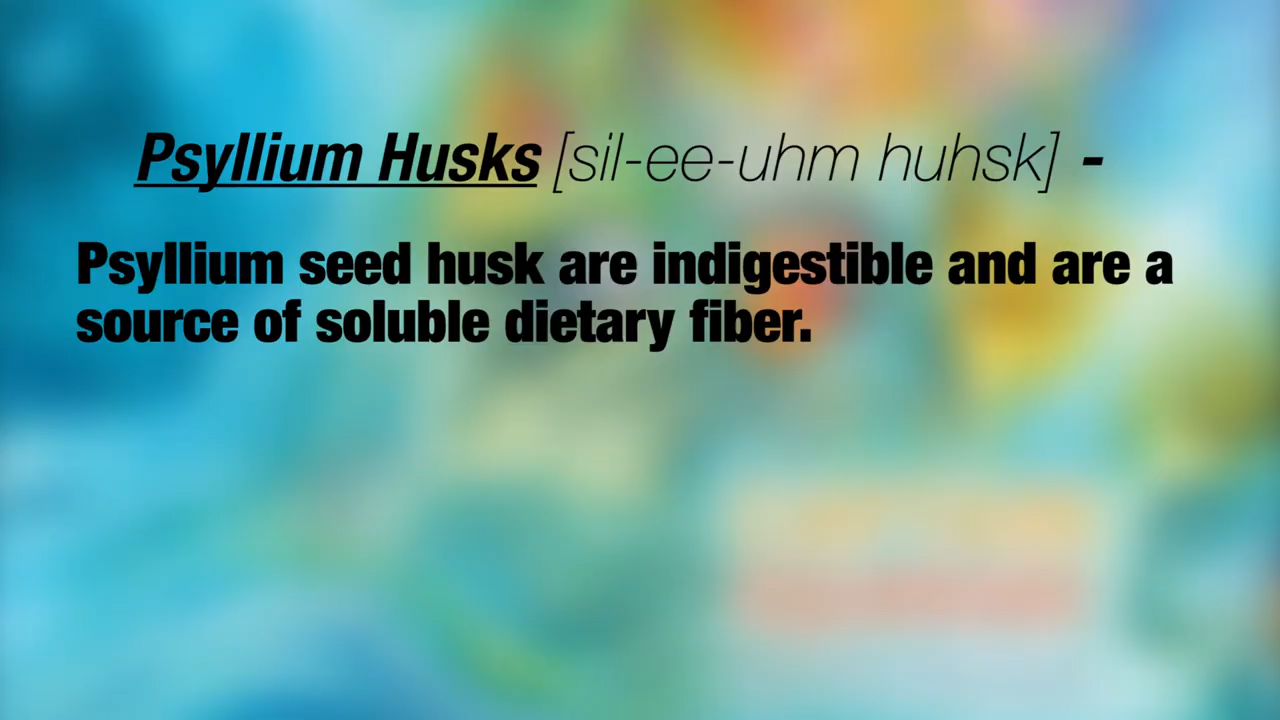 Psyllium Husks [sil-ee-uhm huhsk] -
Psyllium seed husk are indigestible and are a
source of soluble dietary fiber.